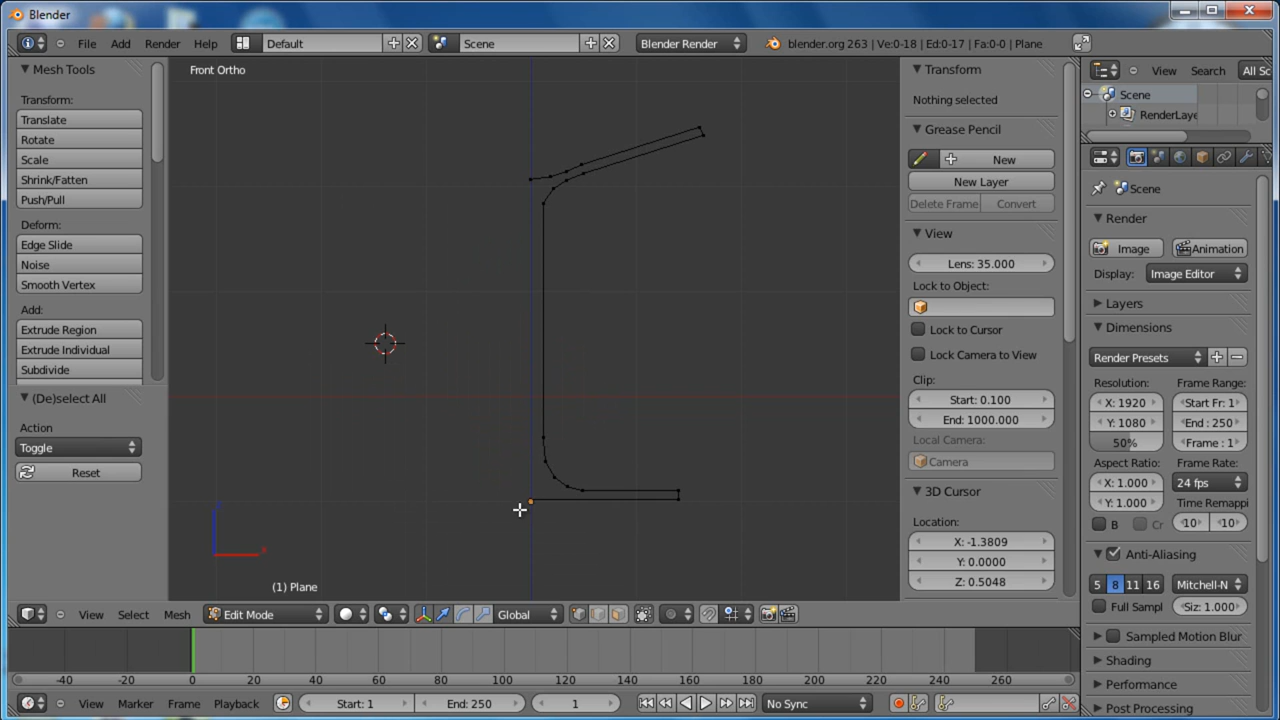 Blender
File Add Render Help Default Scene Blender Render blender.org 263 | Ve:0-18 | Ed:0-17 | Fa:0-0 | Plane
Mesh Tools
Transform:
Translate
Rotate
Scale
Shrink/Fatten
Push/Pull
Deform:
Edge Slide
Noise
Smooth Vertex
Add:
Extrude Region
Extrude Individual
Subdivide
(De)select All
Action
Toggle
Reset
Front Ortho
(1) Plane
Transform
Nothing selected
Grease Pencil
New
New Layer
Delete Frame Convert
View
Lens: 35.000
Lock to Object:
Lock to Cursor
Lock Camera to View
Clip:
Start: 0.100
End: 1000.000
Local Camera:
Camera
3D Cursor
Location:
X: -1.3809
Y: 0.0000
Z: 0.5048
View Search All Sc
Scene
RenderLaye
Scene
Render
Image Animation
Display: Image Editor
Layers
Dimensions
Render Presets
Resolution: Frame Range:
X: 1920 Start Fr: 1
Y: 1080 End : 250
50% Frame : 1
Aspect Ratio: Frame Rate:
X: 1.000 24 fps
Y: 1.000 Time Remappi
B Cr 10 10
Anti-Aliasing
5 8 11 16 Mitchell-N
Full Sampl Siz: 1.000
Sampled Motion Blur
Shading
Performance
Post Processing
View Select Mesh Edit Mode Global
-40 -20 0 20 40 60 80 100 120 140 160 180 200 220 240 260
View Marker Frame Playback Start: 1 End: 250 1 No Sync